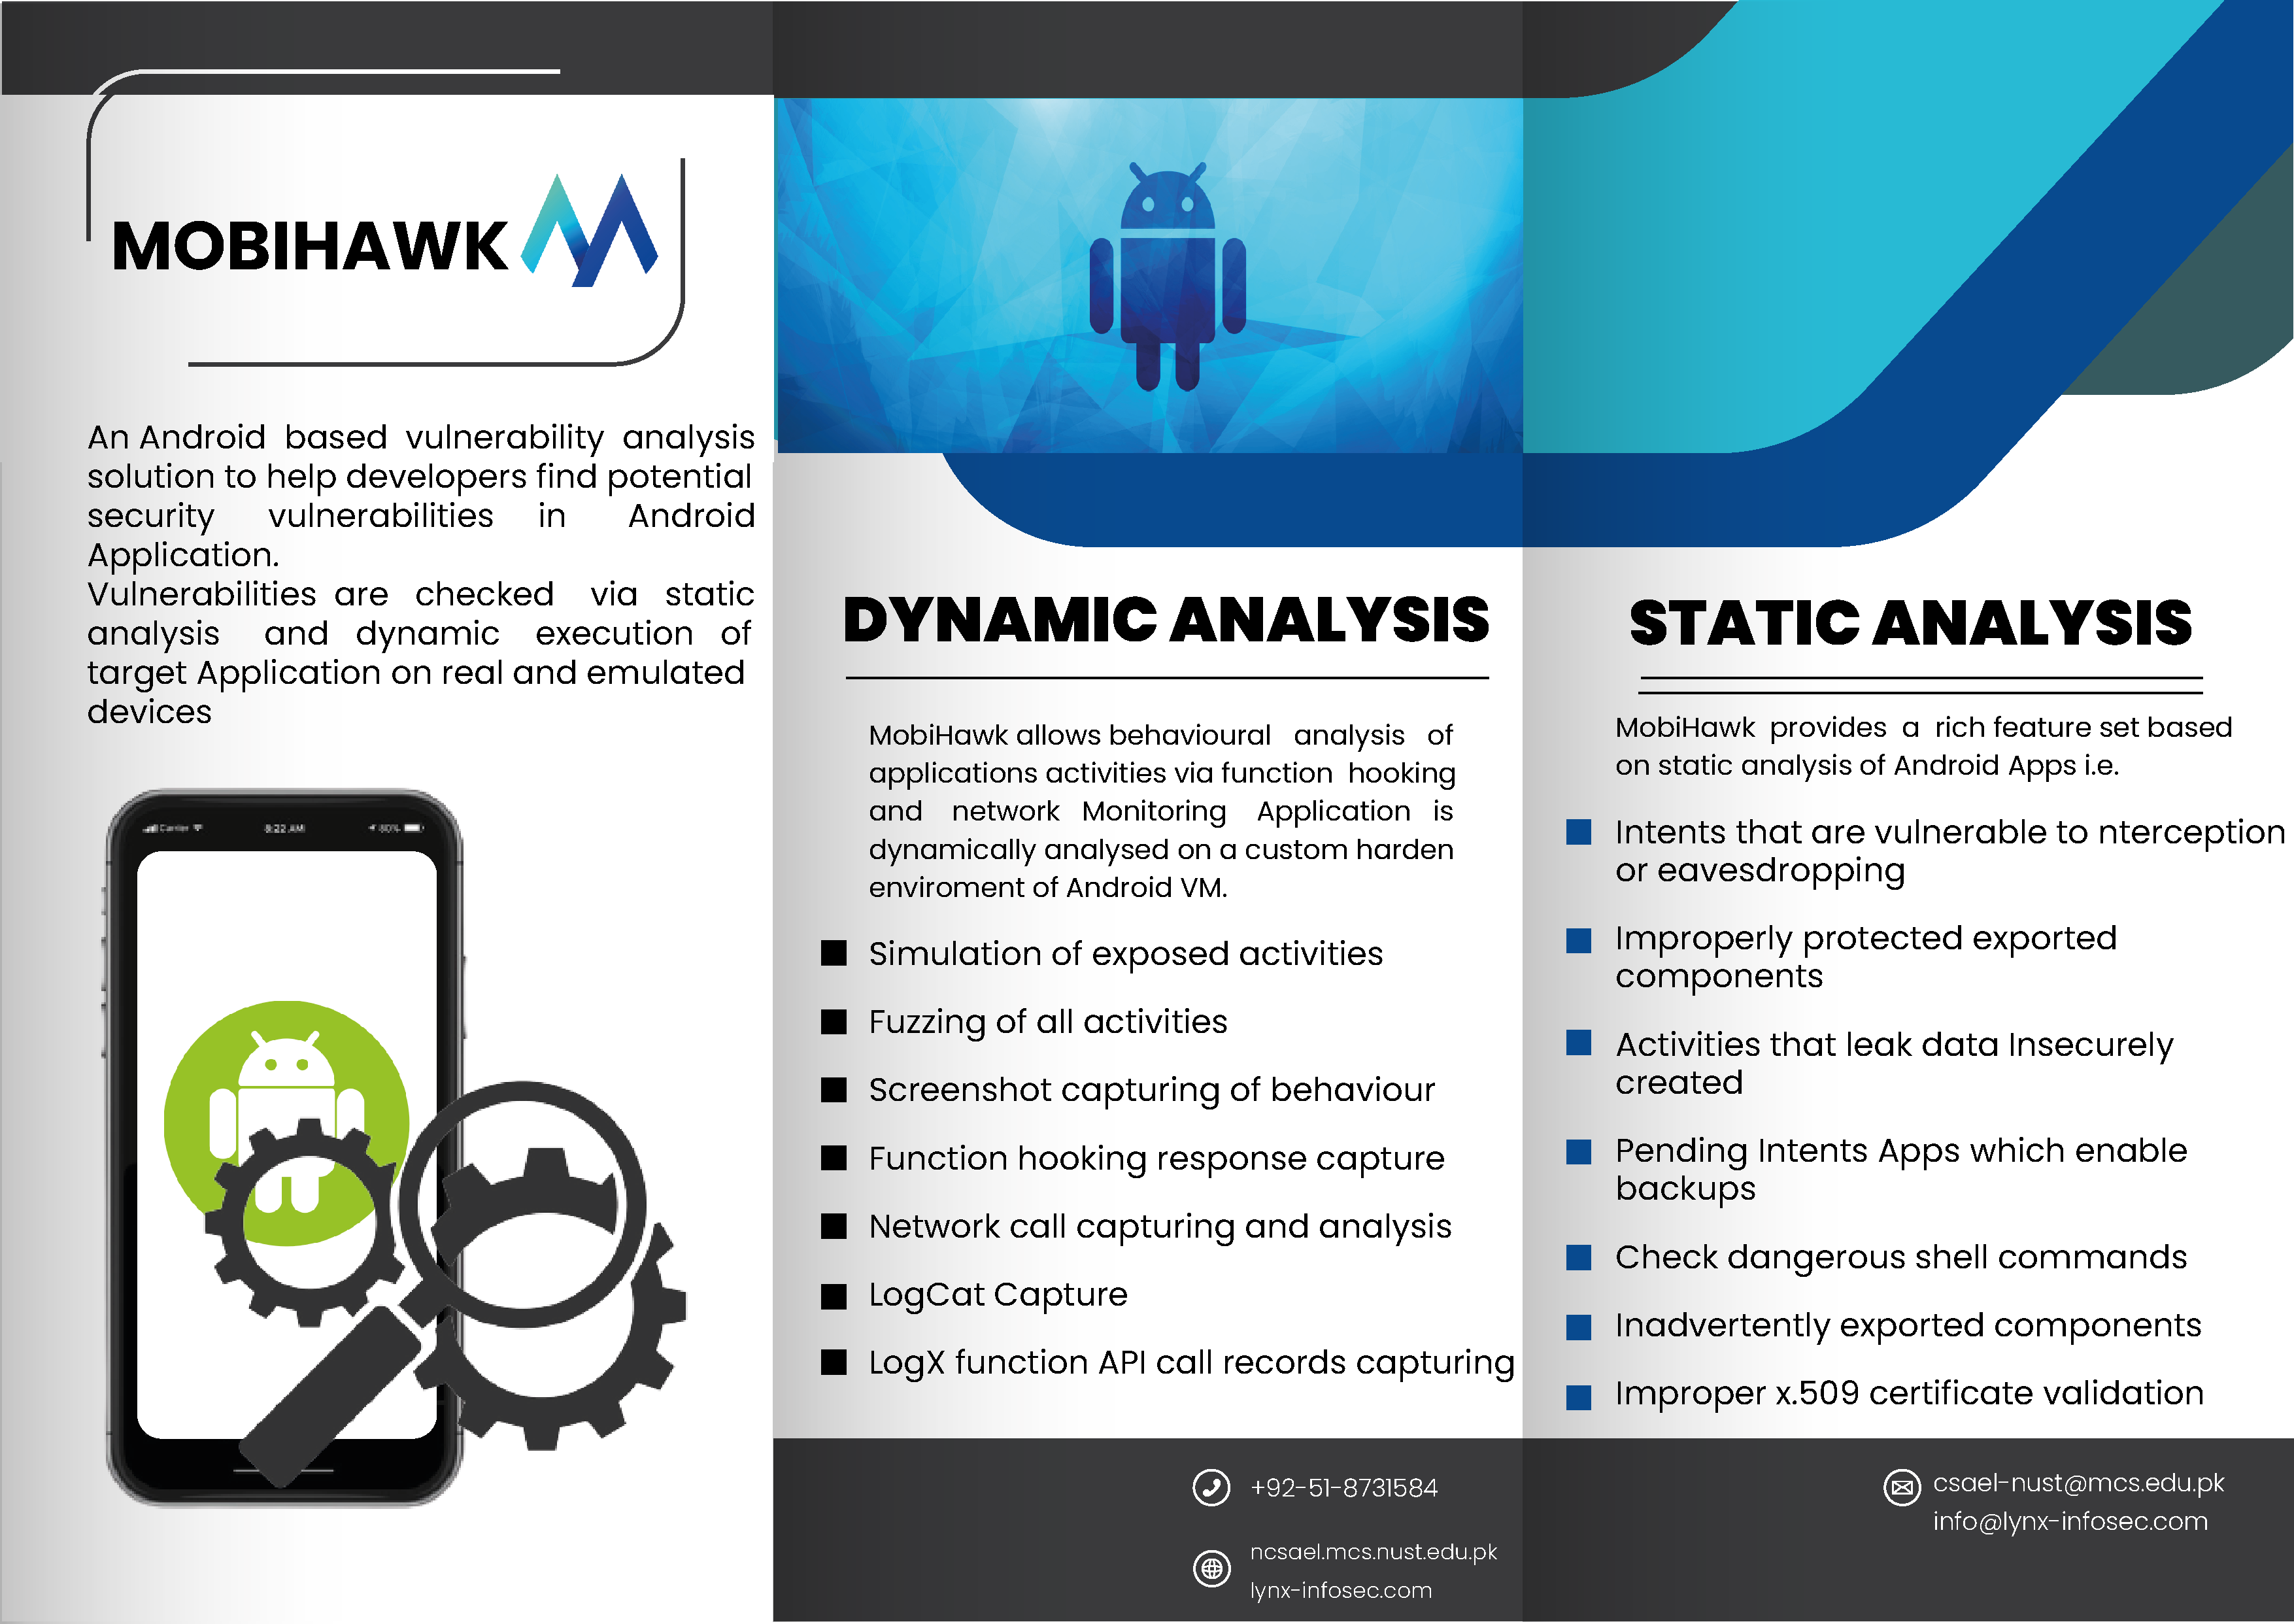 MOBIHAWK
An Android based vulnerability analysis
solution to help developers find potential
security vulnerabilities in Android
Application.
Vulnerabilities are checked via static
analysis and dynamic execution of
target Application on real and emulated
devices
Carrier
8:22 AM
80%
DYNAMIC ANALYSIS
MobiHawk allows behavioural analysis of
applications activities via function hooking
and network Monitoring Application is
dynamically analysed on a custom harden
enviroment of Android VM.
Simulation of exposed activities
Fuzzing of all activities
Screenshot capturing of behaviour
Function hooking response capture
Network call capturing and analysis
LogCat Capture
LogX function API call records capturing
+92-51-8731584
ncsael.mcs.nust.edu.pk
lynx-infosec.com
STATIC ANALYSIS
MobiHawk provides a rich feature set based
on static analysis of Android Apps i.e.
Intents that are vulnerable to nterception
or eavesdropping
Improperly protected exported
components
Activities that leak data Insecurely
created
Pending Intents Apps which enable
backups
Check dangerous shell commands
Inadvertently exported components
Improper x.509 certificate validation
csael-nust@mcs.edu.pk
info@lynx-infosec.com